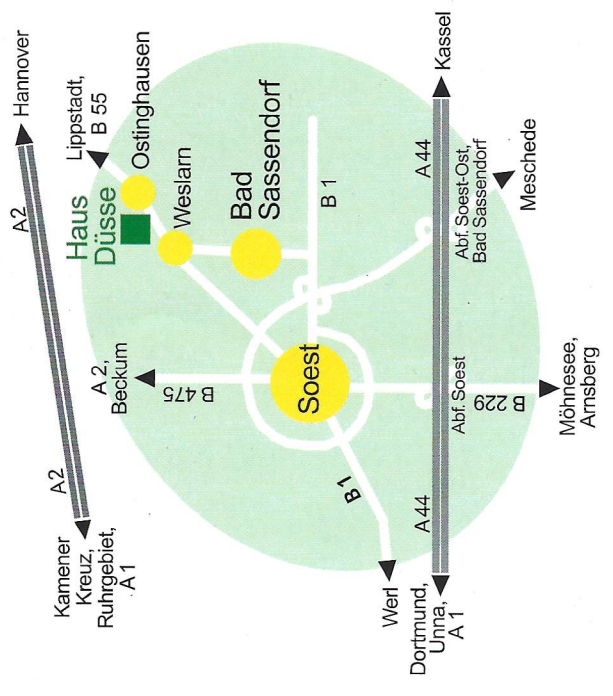 A2
Hannover
Lippstadt,
B 55
Ostinghausen
Haus
Düsse
Weslarn
Bad
Sassendorf
B 1
A 2,
Beckum
B 475
A2
Kamener
Kreuz,
Ruhrgebiet,
A 1
Soest
B 1
Werl
A 44
Kassel
Abf. Soest-Ost,
Bad Sassendorf
Meschede
Abf. Soest
B 229
Möhnesee,
Arnsberg
A 44
Dortmund,
Unna,
A 1